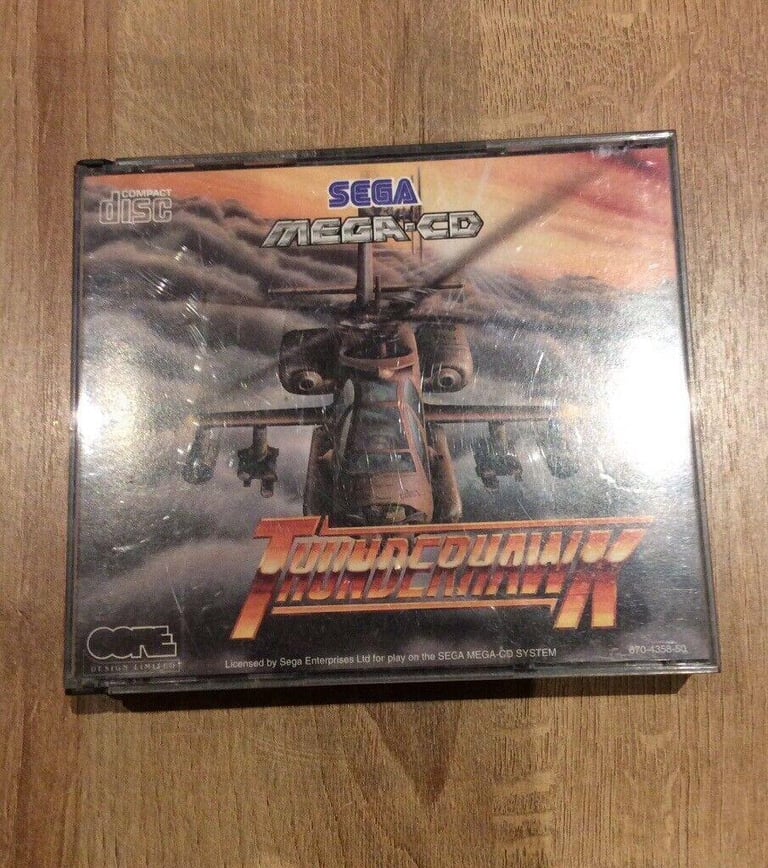 COMPACT
disc
SEGA
MEGA-CD
THUNDERHAWK
CORE
DESIGN LIMITED
Licensed by Sega Enterprises Ltd for play on the SEGA MEGA-CD SYSTEM
670-4358-50